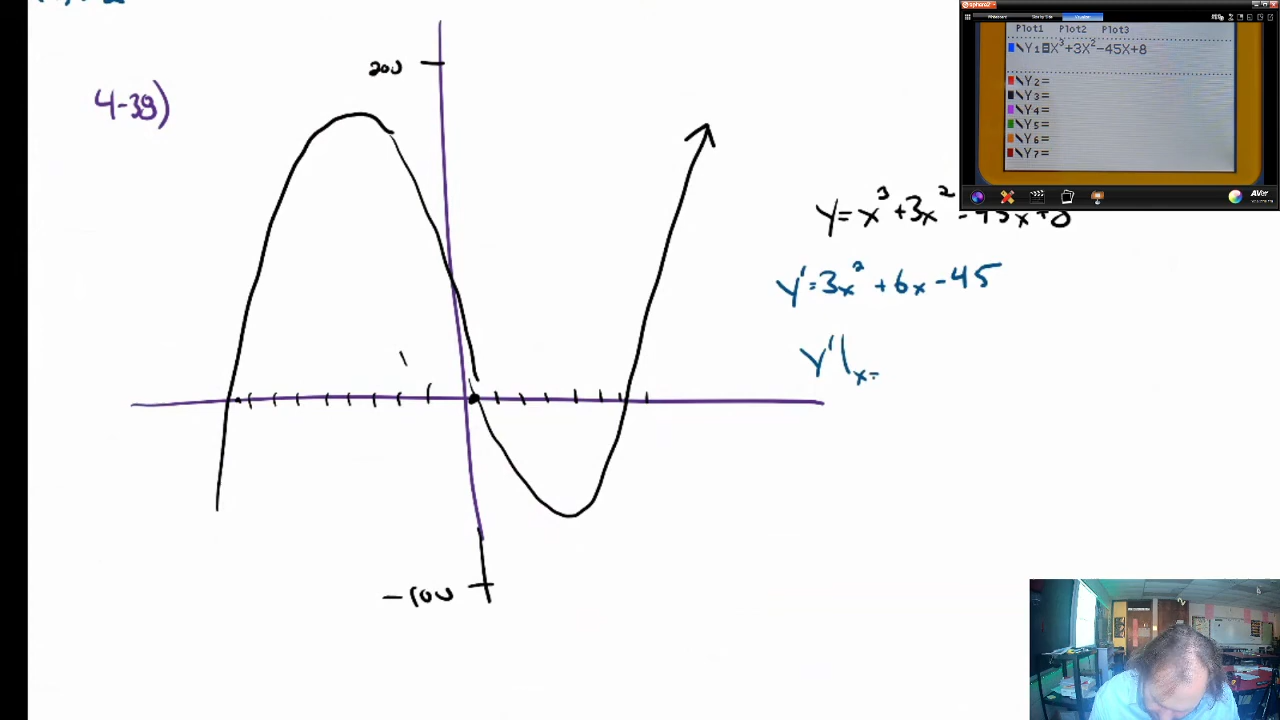 Plot1 Plot2 Plot3
\Y1=X³+3X²-45X+8
\Y2=
\Y3=
\Y4=
\Y5=
\Y6=
\Y7=
AVer
200
4-39)
y=x³+3x²-45x+8
y'=3x²+6x-45
y'|x=
-100